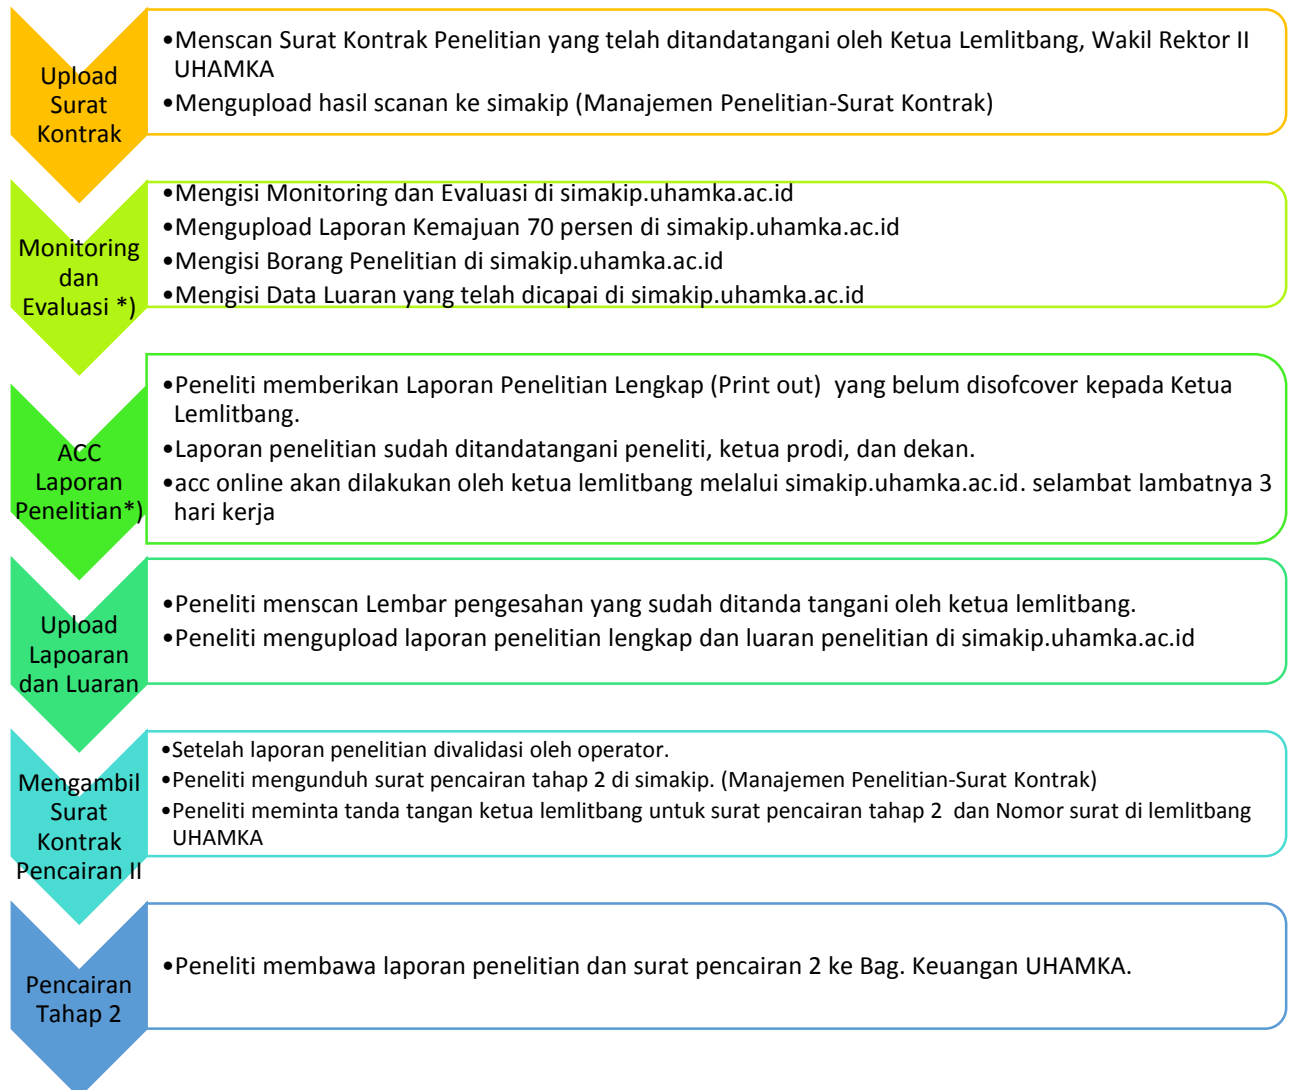 Upload
Surat
Kontrak
•Menscan Surat Kontrak Penelitian yang telah ditandatangani oleh Ketua Lemlitbang, Wakil Rektor II
UHAMKA
•Mengupload hasil scanan ke simakip (Manajemen Penelitian-Surat Kontrak)
Monitoring
dan
Evaluasi *)
•Mengisi Monitoring dan Evaluasi di simakip.uhamka.ac.id
•Mengupload Laporan Kemajuan 70 persen di simakip.uhamka.ac.id
•Mengisi Borang Penelitian di simakip.uhamka.ac.id
•Mengisi Data Luaran yang telah dicapai di simakip.uhamka.ac.id
ACC
Laporan
Penelitian*)
•Peneliti memberikan Laporan Penelitian Lengkap (Print out)  yang belum disofcover kepada Ketua
Lemlitbang.
•Laporan penelitian sudah ditandatangani peneliti, ketua prodi, dan dekan.
•acc online akan dilakukan oleh ketua lemlitbang melalui simakip.uhamka.ac.id. selambat lambatnya 3
hari kerja
Upload
Lapoaran
dan Luaran
•Peneliti menscan Lembar pengesahan yang sudah ditanda tangani oleh ketua lemlitbang.
•Peneliti mengupload laporan penelitian lengkap dan luaran penelitian di simakip.uhamka.ac.id
Mengambil
Surat
Kontrak
Pencairan II
•Setelah laporan penelitian divalidasi oleh operator.
•Peneliti mengunduh surat pencairan tahap 2 di simakip. (Manajemen Penelitian-Surat Kontrak)
•Peneliti meminta tanda tangan ketua lemlitbang untuk surat pencairan tahap 2  dan Nomor surat di lemlitbang
UHAMKA
Pencairan
Tahap 2
•Peneliti membawa laporan penelitian dan surat pencairan 2 ke Bag. Keuangan UHAMKA.